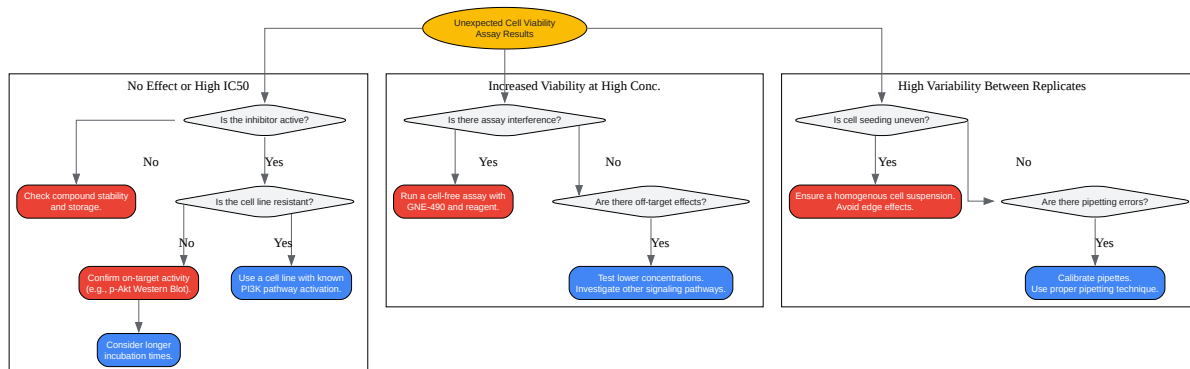 Unexpected Cell Viability
Assay Results
No Effect or High IC50
Is the inhibitor active?
No
Yes
Check compound stability
and storage.
Is the cell line resistant?
No
Yes
Confirm on-target activity
(e.g., p-Akt Western Blot).
Use a cell line with known
PI3K pathway activation.
Consider longer
incubation times.
Increased Viability at High Conc.
Is there assay interference?
Yes
No
Run a cell-free assay with
GNE-490 and reagent.
Are there off-target effects?
Yes
Test lower concentrations.
Investigate other signaling pathways.
High Variability Between Replicates
Is cell seeding uneven?
Yes
No
Ensure a homogenous cell suspension.
Avoid edge effects.
Are there pipetting errors?
Yes
Calibrate pipettes.
Use proper pipetting technique.